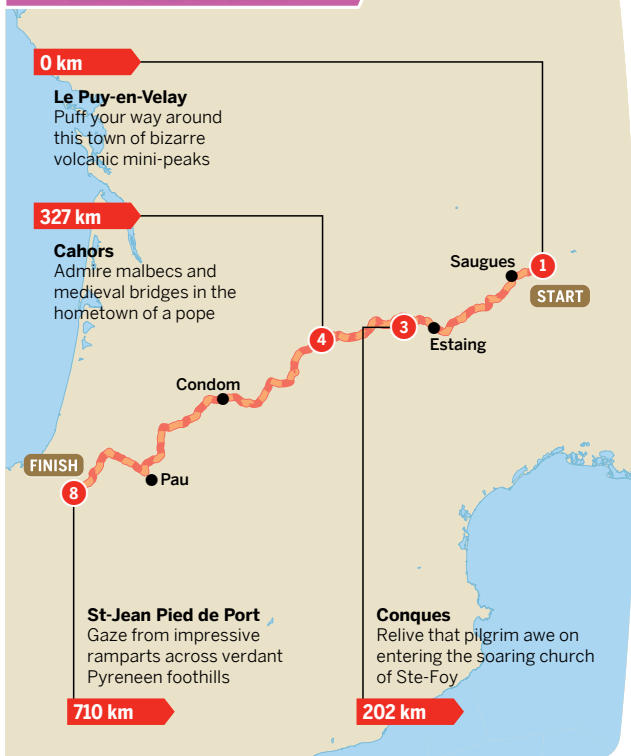 0 km
Le Puy-en-Velay
Puff your way around
this town of bizarre
volcanic mini-peaks
327 km
Cahors
Admire malbecs and
medieval bridges in the
hometown of a pope
Saugues
1
START
3
4
Estaing
Condom
FINISH
8
Pau
St-Jean Pied de Port
Gaze from impressive
ramparts across verdant
Pyreneen foothills
710 km
Conques
Relive that pilgrim awe on
entering the soaring church
of Ste-Foy
202 km